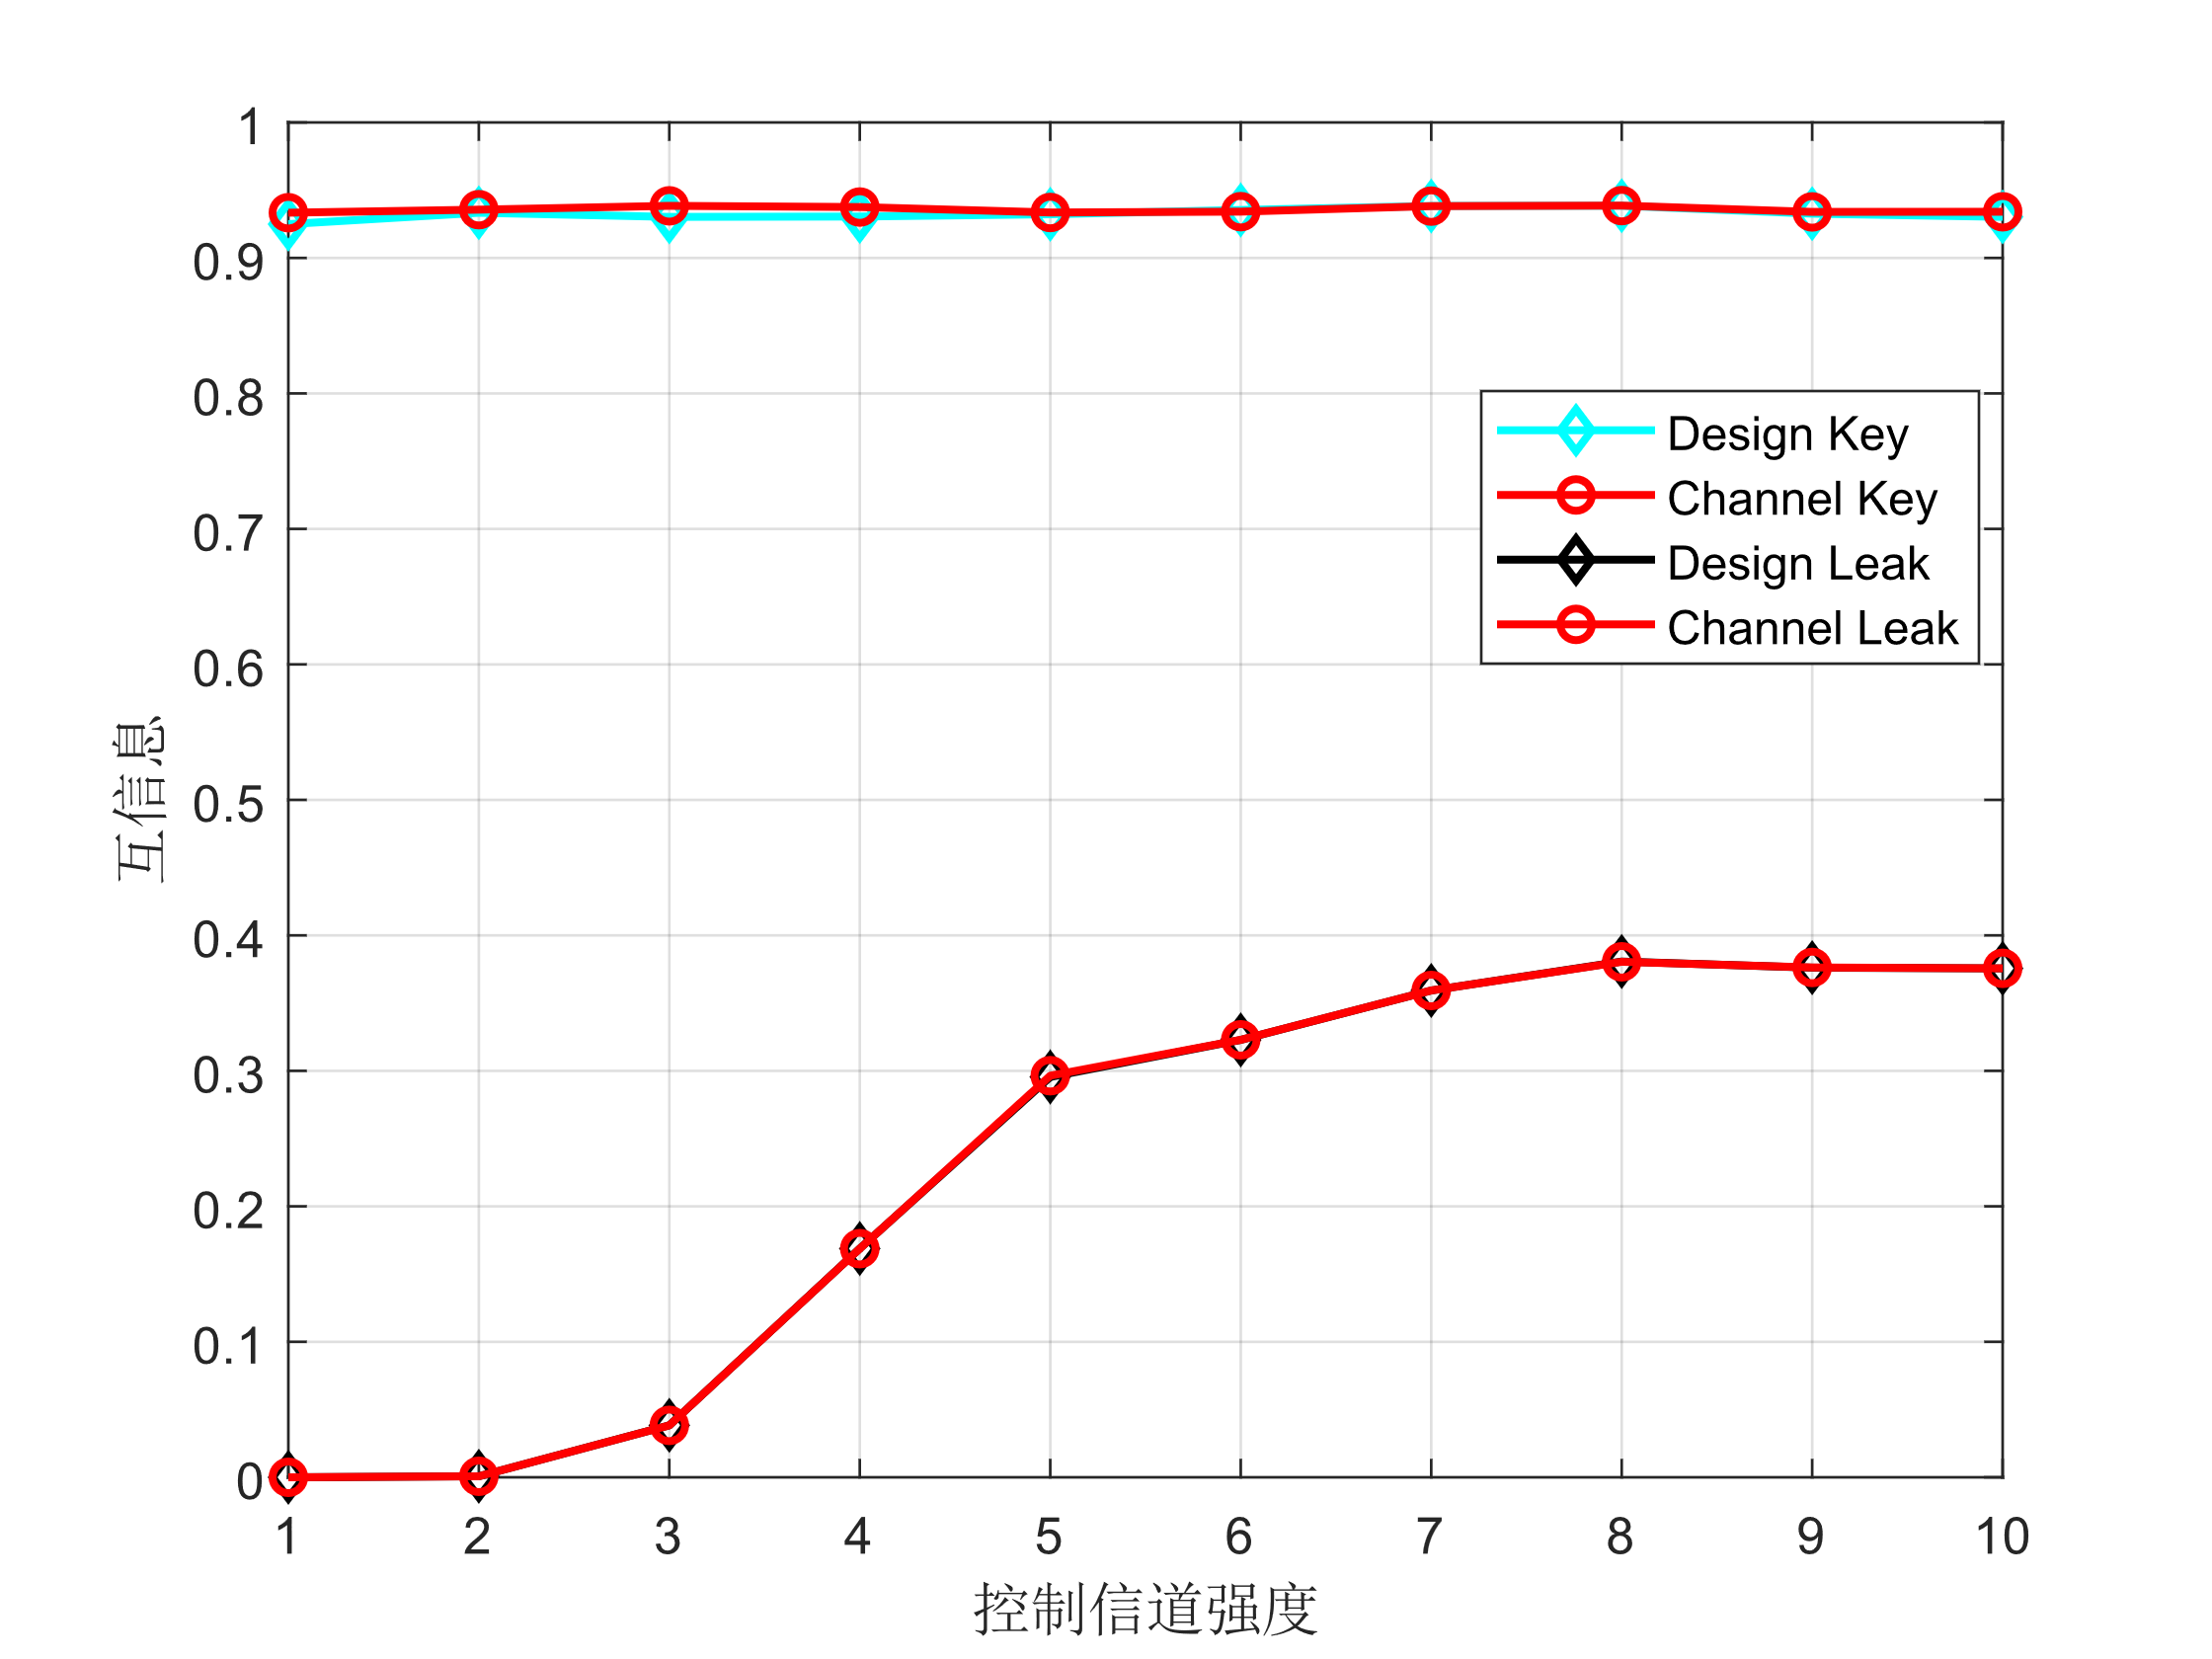 1
0.9
0.8
0.7
0.6
0.5
0.4
0.3
0.2
0.1
0
互信息
Design Key
Channel Key
Design Leak
Channel Leak
1 2 3 4 5 6 7 8 9 10
控制信道强度